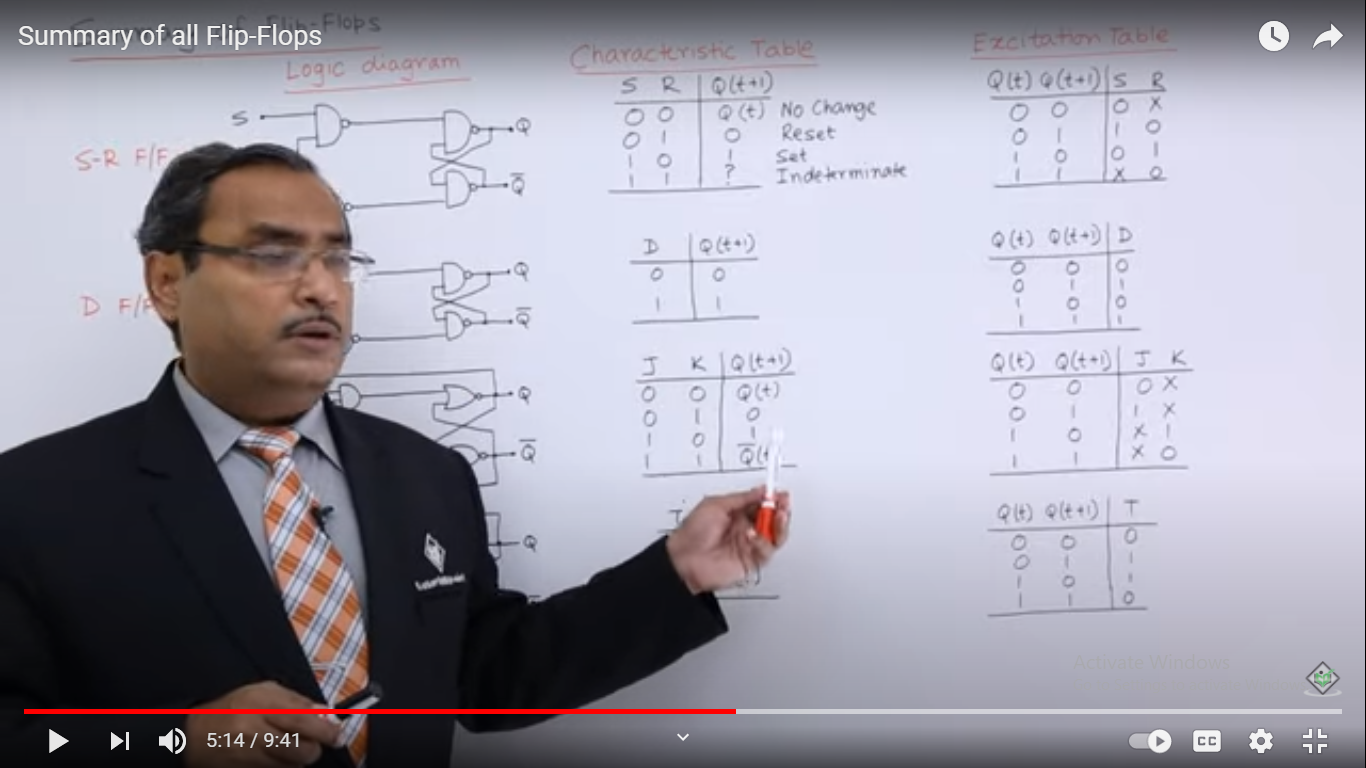 Summary of all Flip-Flops
Summary of Flip-Flops
Logic diagram
Characteristic Table
Excitation Table
S
Q
Q̅
S-R F/F
S R Q(t+1)
0 0 Q(t) No Change
0 1 0 Reset
1 0 1 Set
1 1 ? Indeterminate
Q(t) Q(t+1) S R
0 0 0 X
0 1 1 0
1 0 0 1
1 1 X 0
D F/F
Q
Q̅
D Q(t+1)
0 0
1 1
Q(t) Q(t+1) D
0 0 0
0 1 1
1 0 0
1 1 1
Q
Q̅
J K Q(t+1)
0 0 Q(t)
0 1 0
1 0 1
1 1 Q̅(t
Q(t) Q(t+1) J K
0 0 0 X
0 1 1 X
1 0 X 1
1 1 X 0
Q
T
Q(t) Q(t+1) T
0 0 0
0 1 1
1 0 1
1 1 0
Activate Windows
5:14 / 9:41
CC